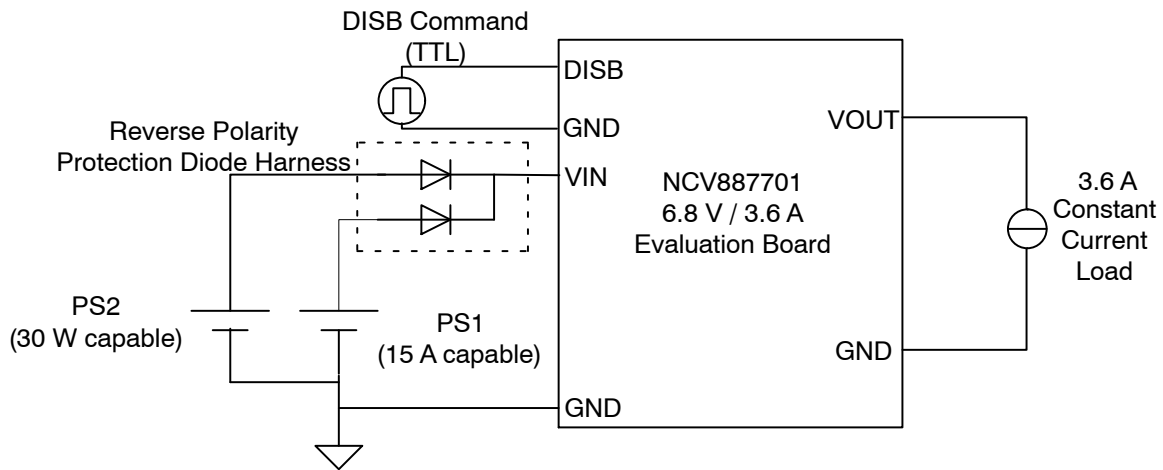 DISB Command
(TTL)
DISB
GND
Reverse Polarity
Protection Diode Harness
VIN
VOUT
NCV887701
6.8 V / 3.6 A
Evaluation Board
3.6 A
Constant
Current
Load
PS2
(30 W capable)
PS1
(15 A capable)
GND
GND